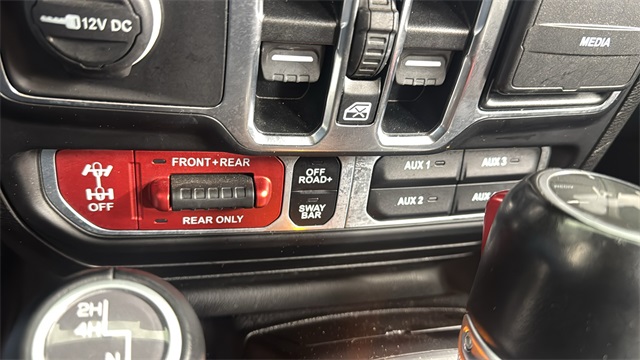 12V DC
MEDIA
FRONT+REAR
OFF
REAR ONLY
OFF
ROAD+
SWAY
BAR
AUX 1
AUX 2
AUX 3
AUX
2H
4H
N